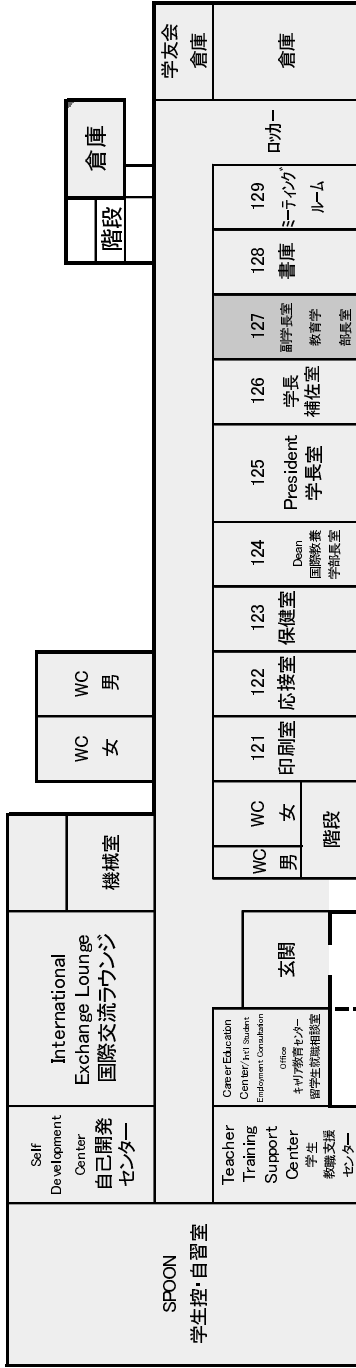 学友会
倉庫
倉庫
倉庫
階段
ロッカー
129
ミーティング
ルーム
128
書庫
127
副学長室
教育学
部長室
126
学長
補佐室
125
President
学長室
124
Dean
国際教養
学部長室
123
保健室
122
応接室
121
印刷室
WC
男
WC
女
WC
女
WC
男
階段
機械室
International
Exchange Lounge
国際交流ラウンジ
玄関
Self
Development
Center
自己開発
センター
Career Education
Center/Int'l Student
Employment Consultation
Office
キャリア教育センター
留学生就職相談室
Teacher
Training
Support
Center
学生
教職支援
センター
SPOON
学生控・自習室